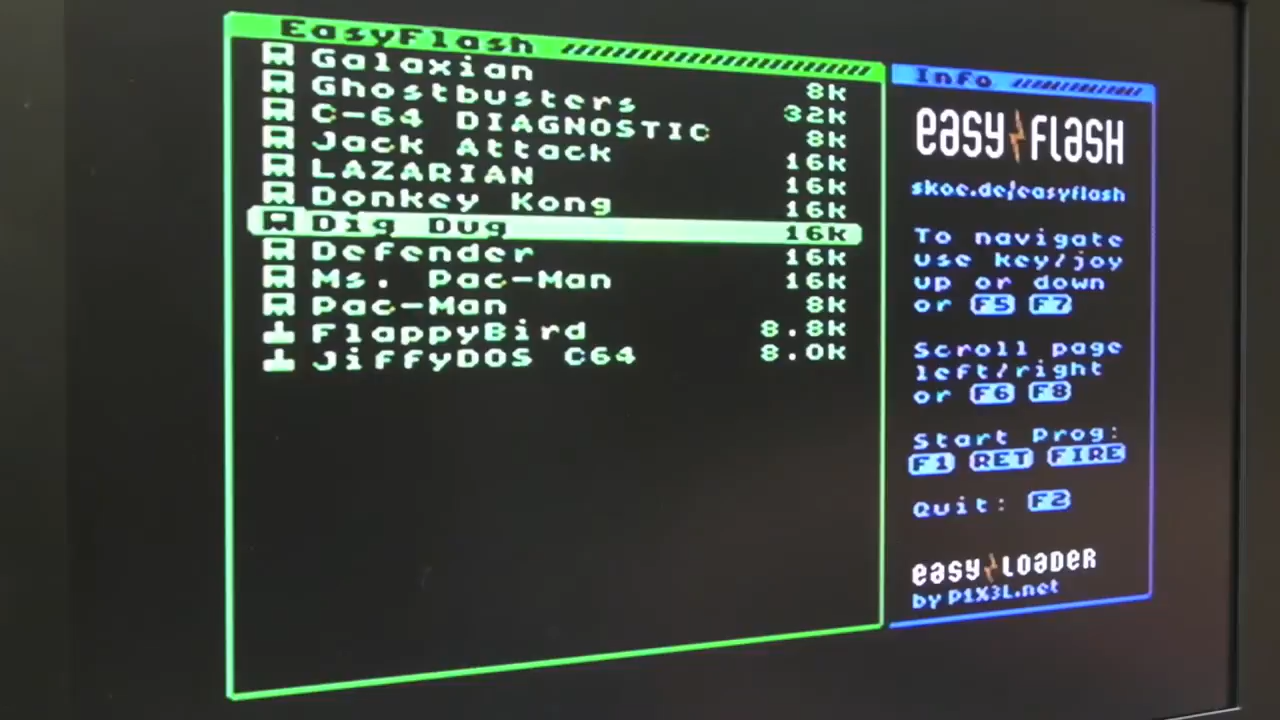 EasyFlash
Galaxian 8k
Ghostbusters 32k
C-64 DIAGNOSTIC 8k
Jack Attack 16k
LAZARIAN 16k
Donkey Kong 16k
Dig Dug 16k
Defender 16k
Ms. Pac-Man 16k
Pac-Man 8k
FlappyBird 8.8k
JiffyDOS C64 8.0k
Info
EASY FLASH
skoe.de/easyflash
To navigate
use key/joy
up or down
or F5 F7
Scroll page
left/right
or F6 F8
Start prog:
F1 RET FIRE
Quit: F2
EASY LOADER
by P1X3L.net